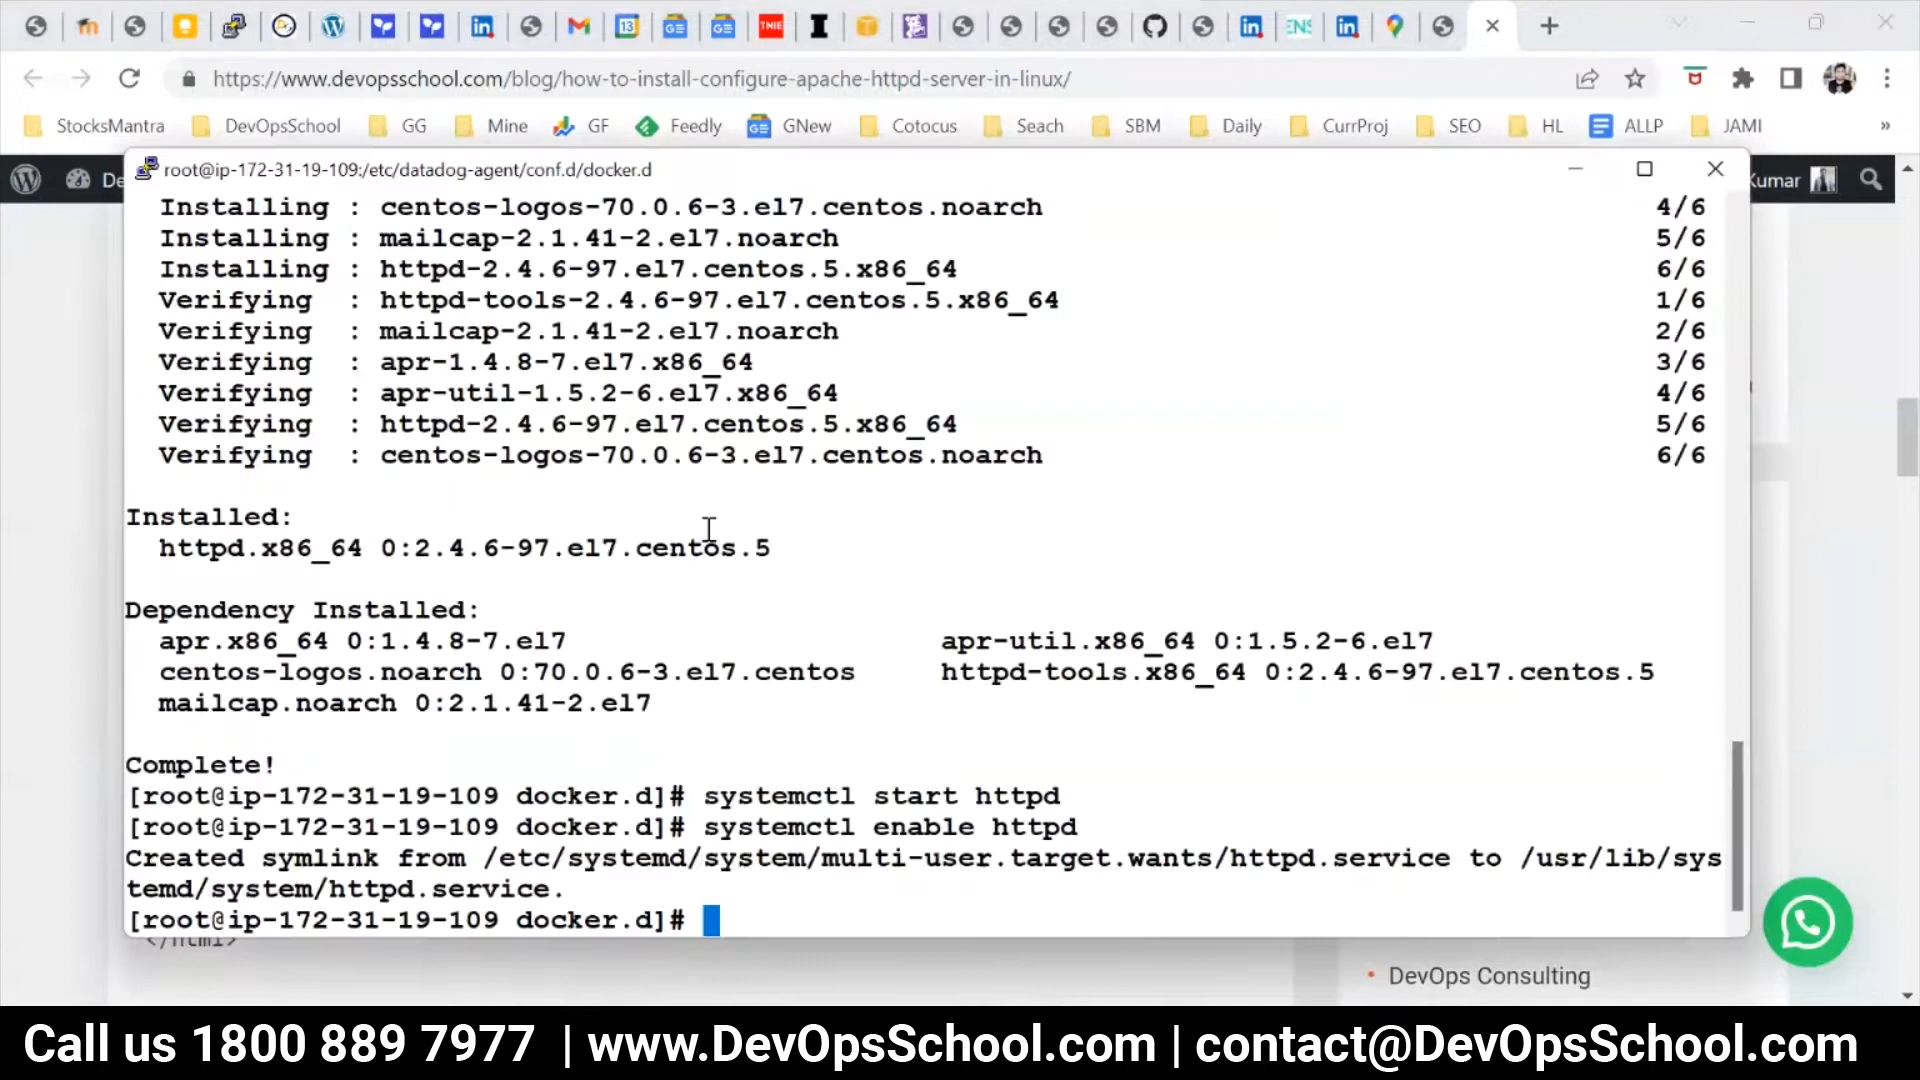 https://www.devopsschool.com/blog/how-to-install-configure-apache-httpd-server-in-linux/
StocksMantra DevOpsSchool GG Mine GF Feedly GNew Cotocus Seach SBM Daily CurrProj SEO HL ALLP JAMI »
De
Kumar
root@ip-172-31-19-109:/etc/datadog-agent/conf.d/docker.d
Installing : centos-logos-70.0.6-3.el7.centos.noarch 4/6
Installing : mailcap-2.1.41-2.el7.noarch 5/6
Installing : httpd-2.4.6-97.el7.centos.5.x86_64 6/6
Verifying : httpd-tools-2.4.6-97.el7.centos.5.x86_64 1/6
Verifying : mailcap-2.1.41-2.el7.noarch 2/6
Verifying : apr-1.4.8-7.el7.x86_64 3/6
Verifying : apr-util-1.5.2-6.el7.x86_64 4/6
Verifying : httpd-2.4.6-97.el7.centos.5.x86_64 5/6
Verifying : centos-logos-70.0.6-3.el7.centos.noarch 6/6
Installed:
httpd.x86_64 0:2.4.6-97.el7.centos.5
Dependency Installed:
apr.x86_64 0:1.4.8-7.el7 apr-util.x86_64 0:1.5.2-6.el7
centos-logos.noarch 0:70.0.6-3.el7.centos httpd-tools.x86_64 0:2.4.6-97.el7.centos.5
mailcap.noarch 0:2.1.41-2.el7
Complete!
[root@ip-172-31-19-109 docker.d]# systemctl start httpd
[root@ip-172-31-19-109 docker.d]# systemctl enable httpd
Created symlink from /etc/systemd/system/multi-user.target.wants/httpd.service to /usr/lib/sys
temd/system/httpd.service.
[root@ip-172-31-19-109 docker.d]#
</html>
• DevOps Consulting
Call us 1800 889 7977 | www.DevOpsSchool.com | contact@DevOpsSchool.com